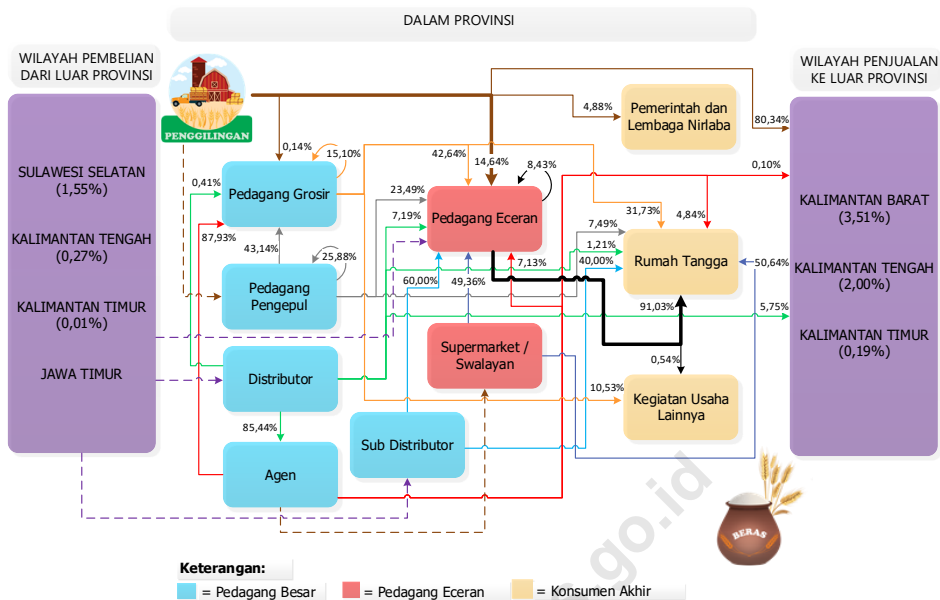 DALAM PROVINSI
WILAYAH PEMBELIAN
DARI LUAR PROVINSI
WILAYAH PENJUALAN
KE LUAR PROVINSI
PENGGILINGAN
4,88%
Pemerintah dan
Lembaga Nirlaba
80,34%
0,14%
15,10%
42,64%
14,64%
8,43%
0,10%
SULAWESI SELATAN
(1,55%)
0,41%
Pedagang Grosir
23,49%
Pedagang Eceran
31,73%
4,84%
KALIMANTAN BARAT
(3,51%)
7,19%
7,49%
87,93%
KALIMANTAN TENGAH
(0,27%)
43,14%
25,88%
1,21%
Rumah Tangga
7,13%
40,00%
50,64%
KALIMANTAN TENGAH
(2,00%)
Pedagang
Pengepul
60,00%
49,36%
91,03%
5,75%
KALIMANTAN TIMUR
(0,01%)
KALIMANTAN TIMUR
(0,19%)
Supermarket /
Swalayan
0,54%
JAWA TIMUR
Distributor
10,53%
Kegiatan Usaha
Lainnya
85,44%
Sub Distributor
Agen
BERAS
.go.id
Keterangan:
= Pedagang Besar
= Pedagang Eceran
= Konsumen Akhir